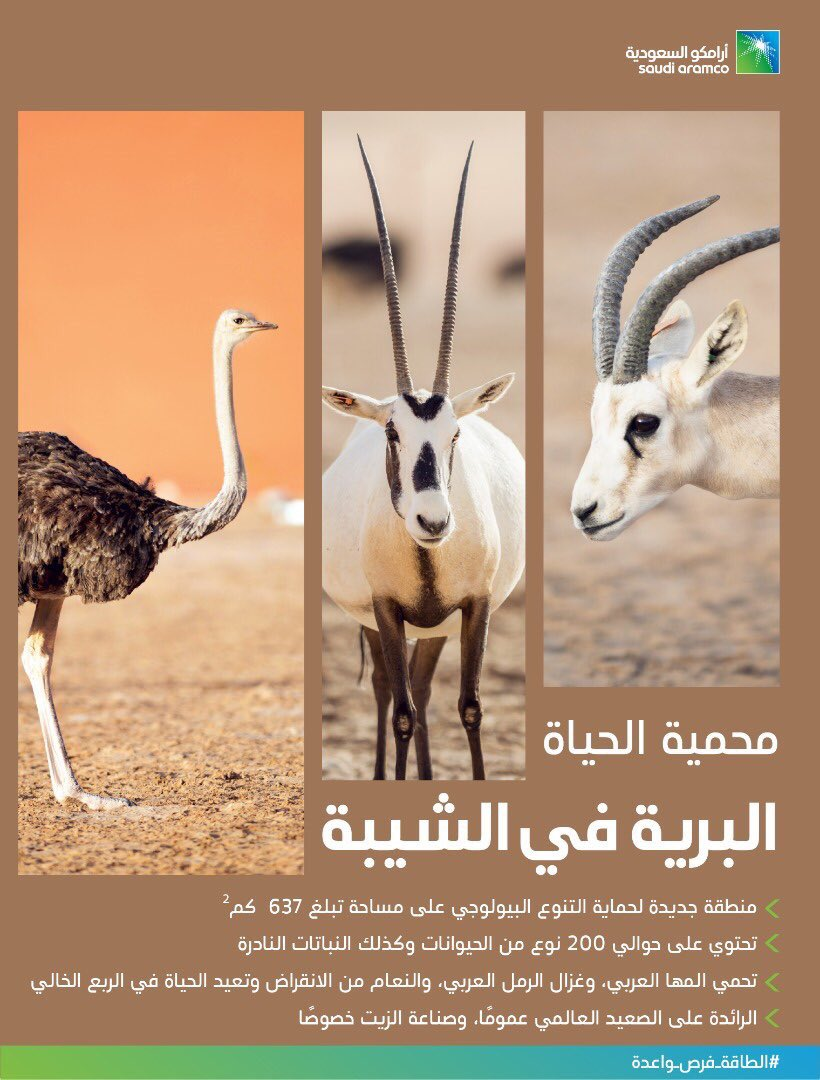 أرامكو السعودية
saudi aramco
محمية الحياة
البرية في الشيبة
منطقة جديدة لحماية التنوع البيولوجي على مساحة تبلغ 637 كم²
تحتوي على حوالي 200 نوع من الحيوانات وكذلك النباتات النادرة
تحمي المها العربي، وغزال الرمل العربي، والنعام من الانقراض وتعيد الحياة في الربع الخالي
الرائدة على الصعيد العالمي عمومًا، وصناعة الزيت خصوصًا
#الطاقة_فرص_واعدة